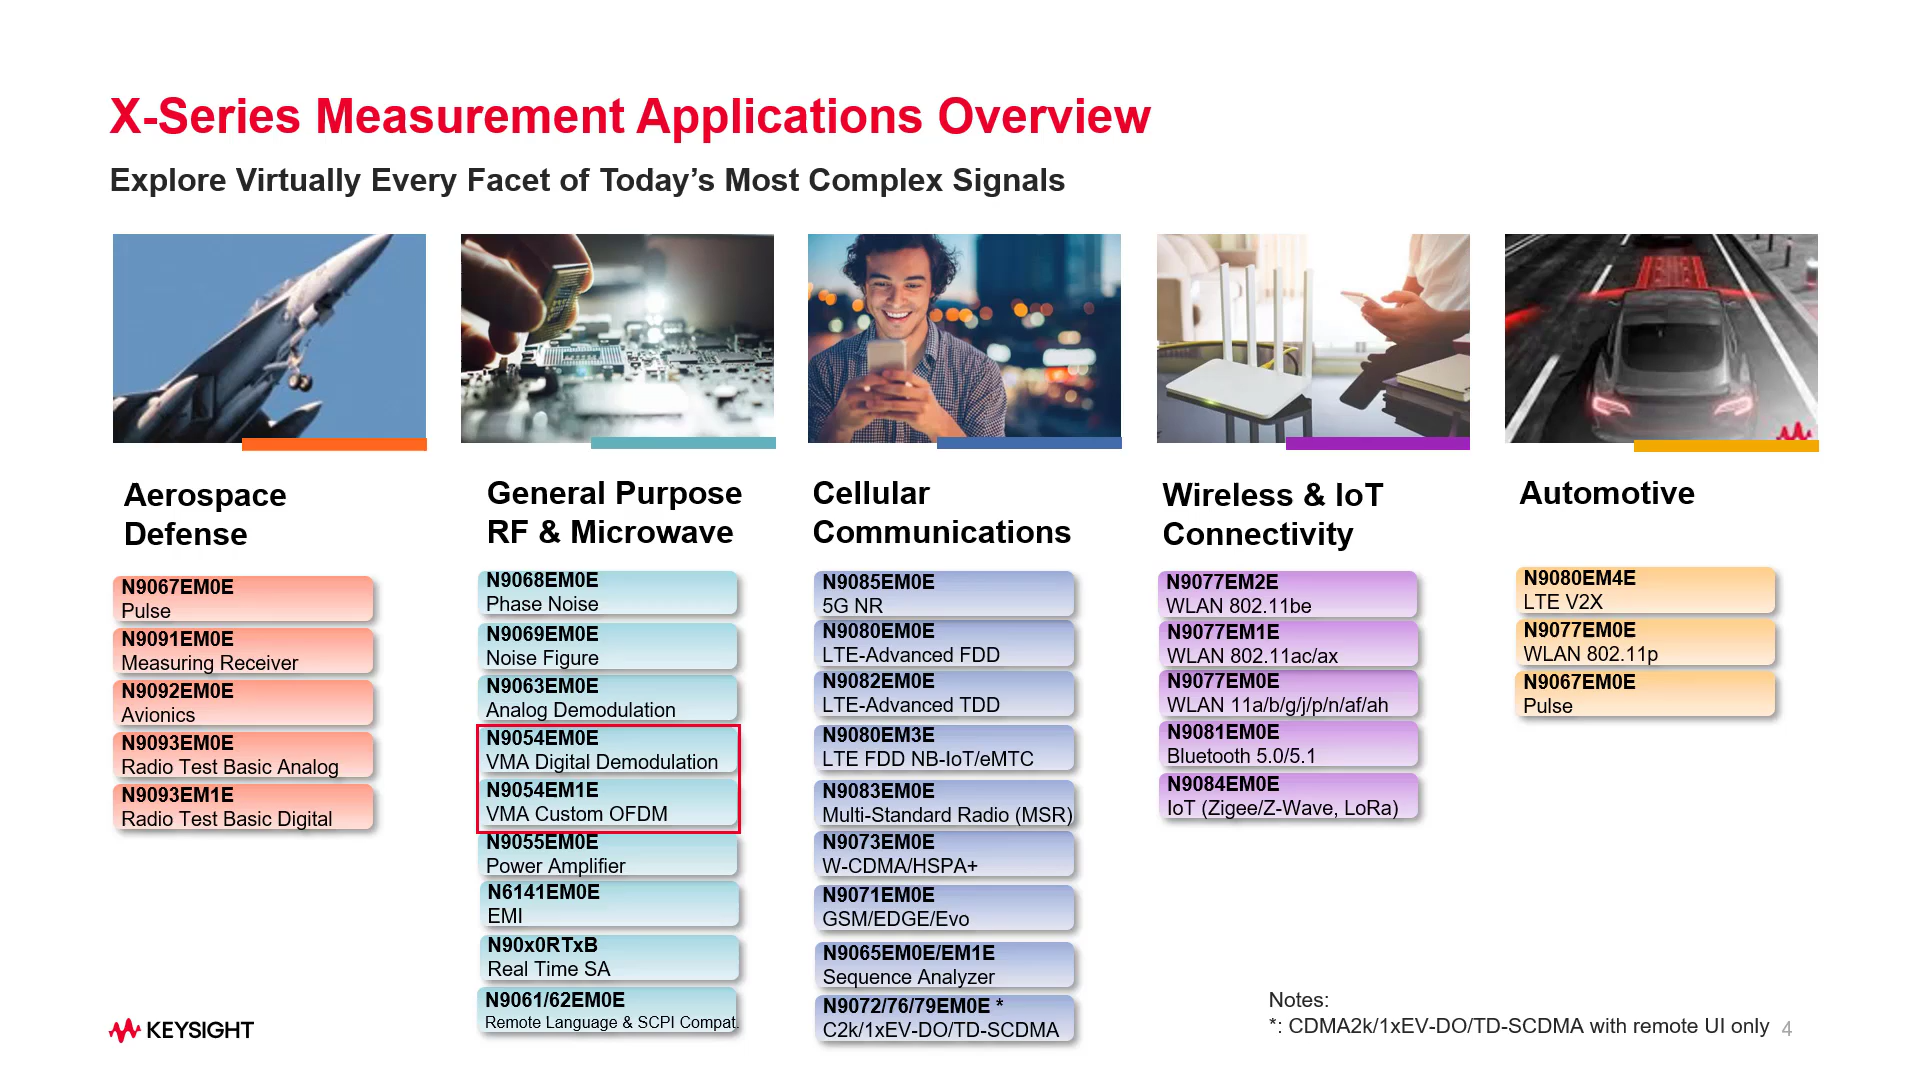 X-Series Measurement Applications Overview
Explore Virtually Every Facet of Today’s Most Complex Signals
Aerospace
Defense
N9067EM0E
Pulse
N9091EM0E
Measuring Receiver
N9092EM0E
Avionics
N9093EM0E
Radio Test Basic Analog
N9093EM1E
Radio Test Basic Digital
General Purpose
RF & Microwave
N9068EM0E
Phase Noise
N9069EM0E
Noise Figure
N9063EM0E
Analog Demodulation
N9054EM0E
VMA Digital Demodulation
N9054EM1E
VMA Custom OFDM
N9055EM0E
Power Amplifier
N6141EM0E
EMI
N90x0RTxB
Real Time SA
N9061/62EM0E
Remote Language & SCPI Compat.
Cellular
Communications
N9085EM0E
5G NR
N9080EM0E
LTE-Advanced FDD
N9082EM0E
LTE-Advanced TDD
N9080EM3E
LTE FDD NB-IoT/eMTC
N9083EM0E
Multi-Standard Radio (MSR)
N9073EM0E
W-CDMA/HSPA+
N9071EM0E
GSM/EDGE/Evo
N9065EM0E/EM1E
Sequence Analyzer
N9072/76/79EM0E *
C2k/1xEV-DO/TD-SCDMA
Wireless & IoT
Connectivity
N9077EM2E
WLAN 802.11be
N9077EM1E
WLAN 802.11ac/ax
N9077EM0E
WLAN 11a/b/g/j/p/n/af/ah
N9081EM0E
Bluetooth 5.0/5.1
N9084EM0E
IoT (Zigee/Z-Wave, LoRa)
Automotive
N9080EM4E
LTE V2X
N9077EM0E
WLAN 802.11p
N9067EM0E
Pulse
Notes:
*: CDMA2k/1xEV-DO/TD-SCDMA with remote UI only
4
KEYSIGHT